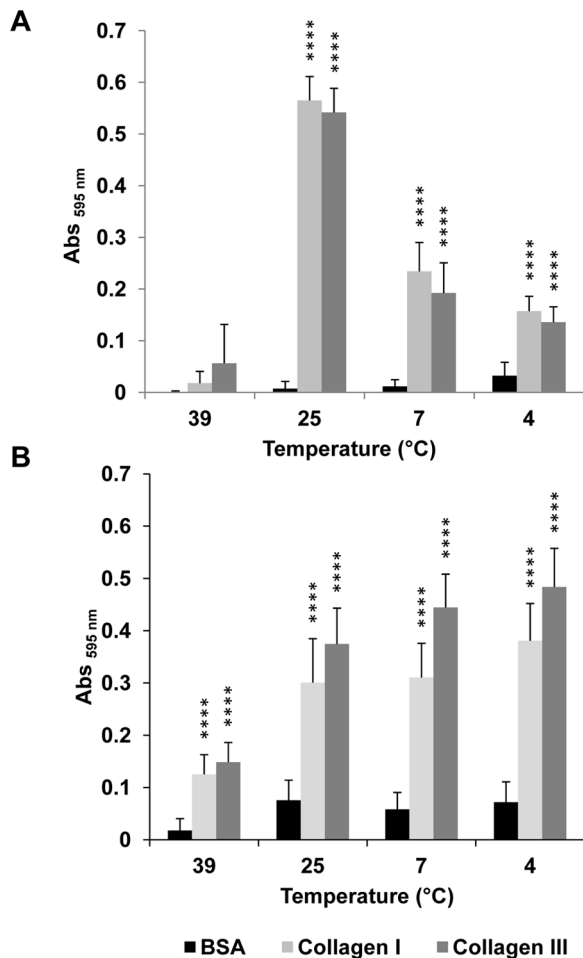 A
0.7
0.6
0.5
0.4
0.3
0.2
0.1
0
Abs 595 nm
**** ****
**** ****
**** ****
39 25 7 4
Temperature (°C)
B
0.7
0.6
0.5
0.4
0.3
0.2
0.1
0
Abs 595 nm
**** ****
**** ****
**** ****
**** ****
39 25 7 4
Temperature (°C)
BSA Collagen I Collagen III